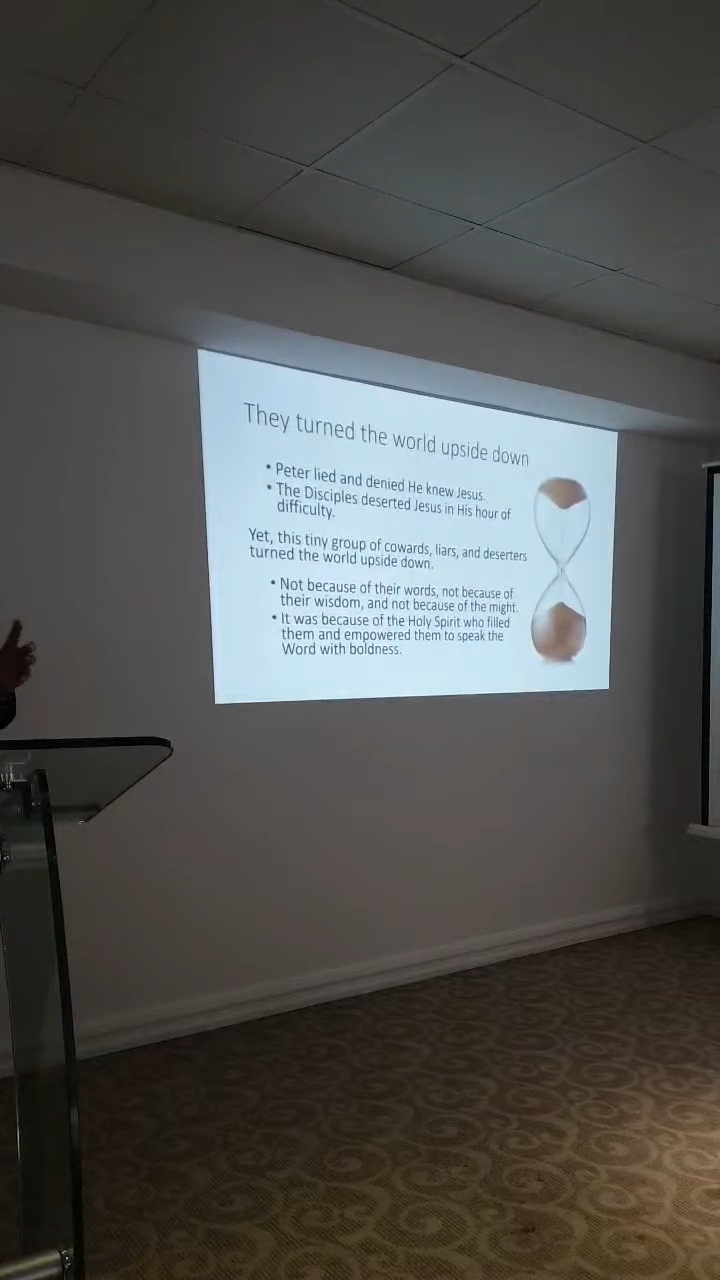 They turned the world upside down
• Peter lied and denied He knew Jesus.
• The Disciples deserted Jesus in His hour of
difficulty.
Yet, this tiny group of cowards, liars, and deserters
turned the world upside down.
• Not because of their words, not because of
their wisdom, and not because of the might.
• It was because of the Holy Spirit who filled
them and empowered them to speak the
Word with boldness.